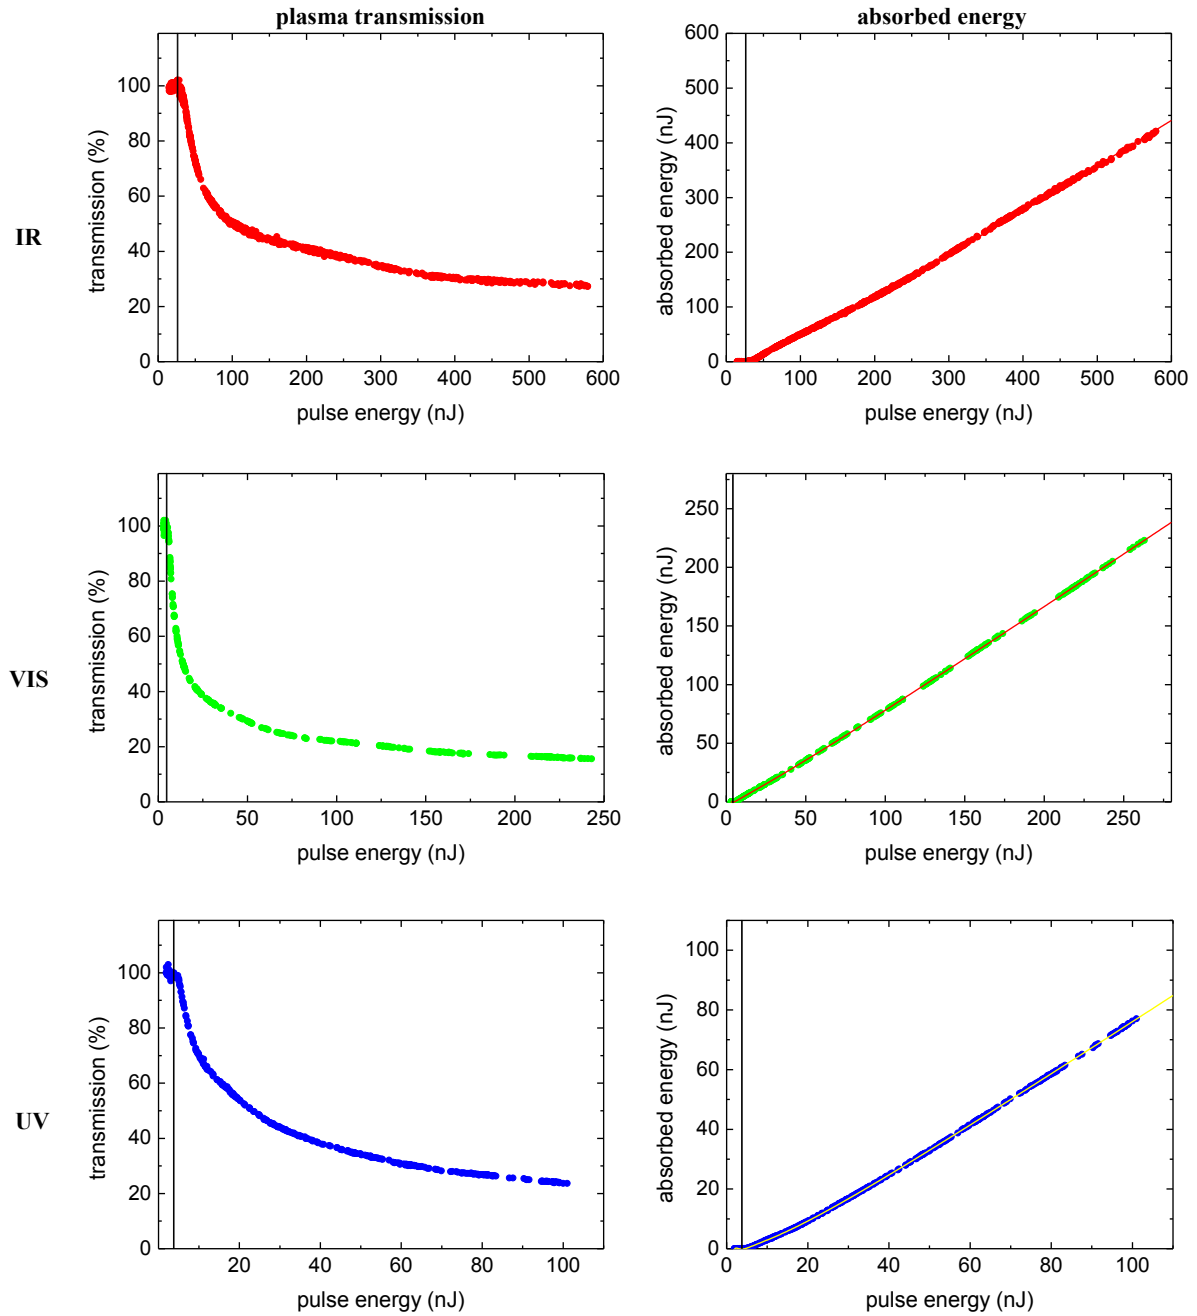 plasma transmission
absorbed energy
IR
transmission (%)
100
80
60
40
20
0
0 100 200 300 400 500 600
pulse energy (nJ)
absorbed energy (nJ)
600
500
400
300
200
100
0
0 100 200 300 400 500 600
pulse energy (nJ)
VIS
transmission (%)
100
80
60
40
20
0
0 50 100 150 200 250
pulse energy (nJ)
absorbed energy (nJ)
250
200
150
100
50
0
0 50 100 150 200 250
pulse energy (nJ)
UV
transmission (%)
100
80
60
40
20
0
20 40 60 80 100
pulse energy (nJ)
absorbed energy (nJ)
100
80
60
40
20
0
0 20 40 60 80 100
pulse energy (nJ)